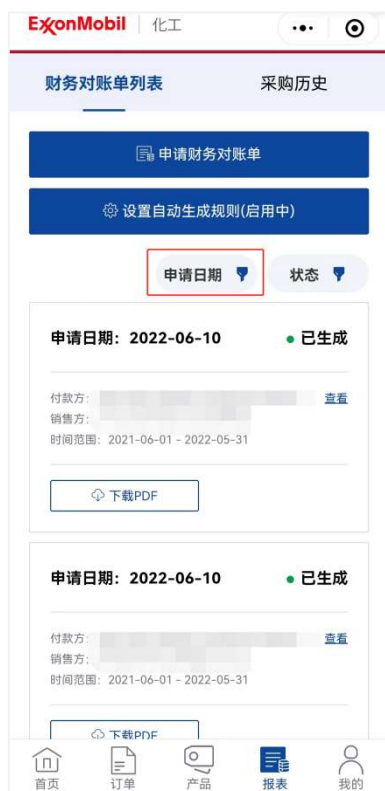 ExxonMobil 化工
财务对账单列表 采购历史
申请财务对账单
设置自动生成规则(启用中)
申请日期 状态
申请日期：2022-06-10 已生成
付款方: 查看
销售方:
时间范围: 2021-06-01 - 2022-05-31
下载PDF
申请日期：2022-06-10 已生成
付款方: 查看
销售方:
时间范围: 2021-06-01 - 2022-05-31
下载PDF
首页 订单 产品 报表 我的